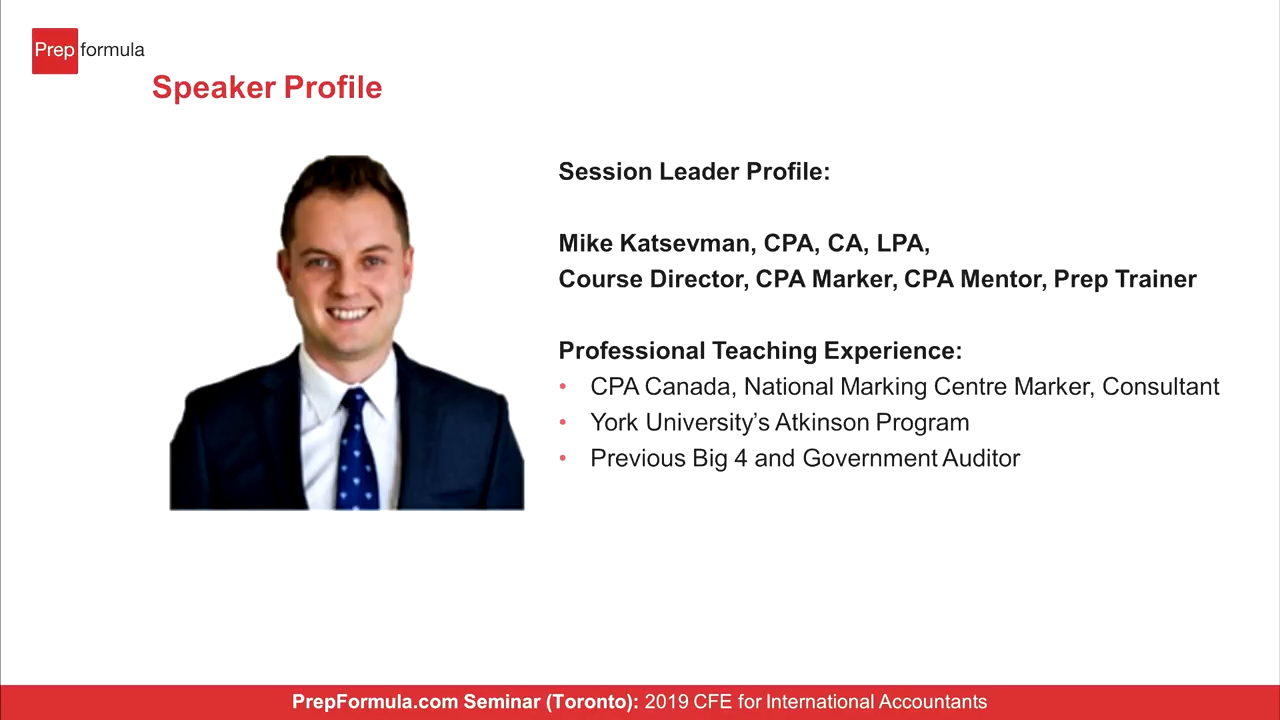 Prep formula
Speaker Profile
Session Leader Profile:
Mike Katsevman, CPA, CA, LPA,
Course Director, CPA Marker, CPA Mentor, Prep Trainer
Professional Teaching Experience:
• CPA Canada, National Marking Centre Marker, Consultant
• York University’s Atkinson Program
• Previous Big 4 and Government Auditor
PrepFormula.com Seminar (Toronto): 2019 CFE for International Accountants